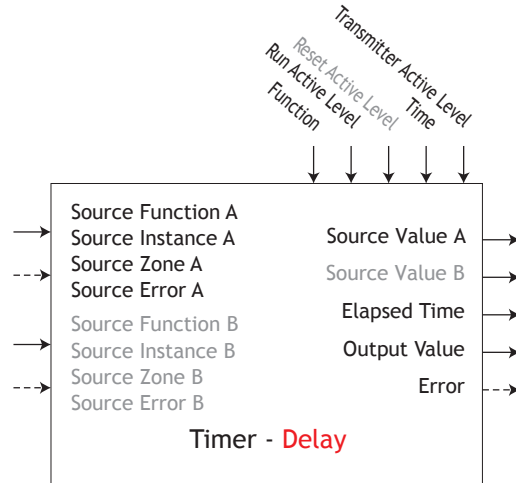 Function
Run Active Level
Reset Active Level
Time
Transmitter Active Level
Source Function A
Source Instance A
Source Zone A
Source Error A
Source Function B
Source Instance B
Source Zone B
Source Error B
Source Value A
Source Value B
Elapsed Time
Output Value
Error
Timer - Delay